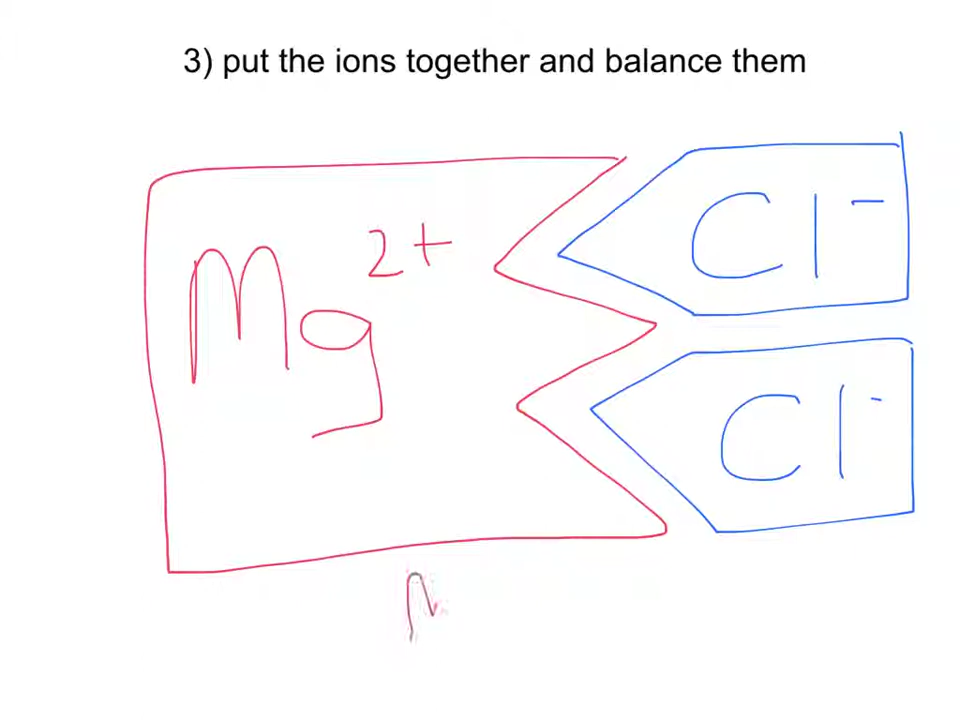 3) put the ions together and balance them
Mg²⁺
Cl⁻
Cl⁻